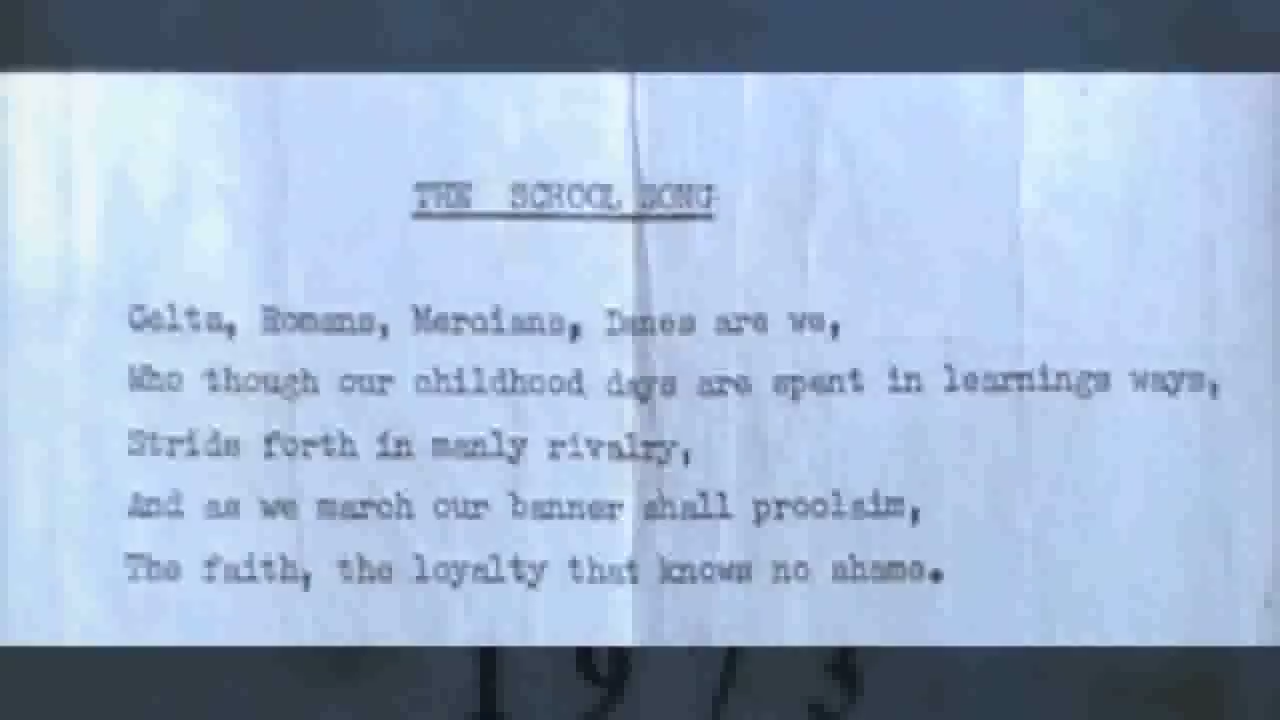 THE SCHOOL SONG
Celts, Romans, Mercians, Danes are we,
Who though our childhood days are spent in learnings ways,
Stride forth in manly rivalry,
And as we march our banner shall proclaim,
The faith, the loyalty that knows no shame.
1973